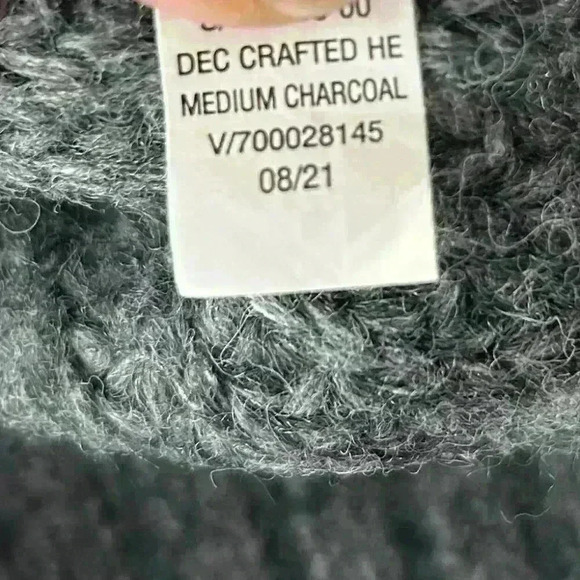 DEC CRAFTED HE
MEDIUM CHARCOAL
V/700028145
08/21